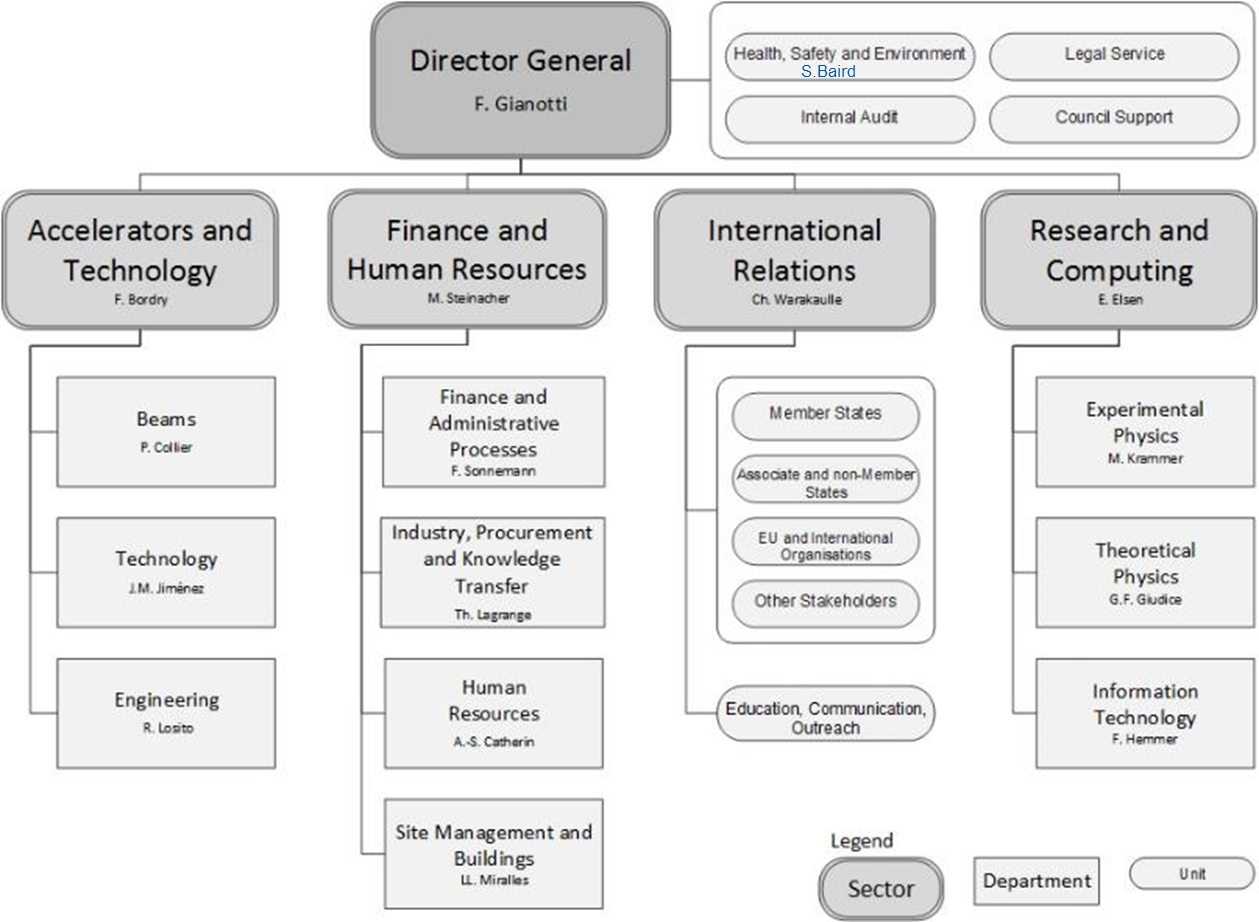 Director General
F. Gianotti
Health, Safety and Environment
S.Baird
Legal Service
Internal Audit
Council Support
Accelerators and
Technology
F. Bordry
Finance and
Human Resources
M. Steinacher
International
Relations
Ch. Warakaulle
Research and
Computing
E. Elsen
Beams
P. Collier
Technology
J.M. Jiménez
Engineering
R. Losito
Finance and
Administrative
Processes
F. Sonnemann
Industry, Procurement
and Knowledge
Transfer
Th. Lagrange
Human
Resources
A.-S. Catherin
Site Management and
Buildings
LL. Miralles
Member States
Associate and non-Member
States
EU and International
Organisations
Other Stakeholders
Education, Communication,
Outreach
Experimental
Physics
M. Krammer
Theoretical
Physics
G.F. Giudice
Information
Technology
F. Hemmer
Legend
Sector
Department
Unit